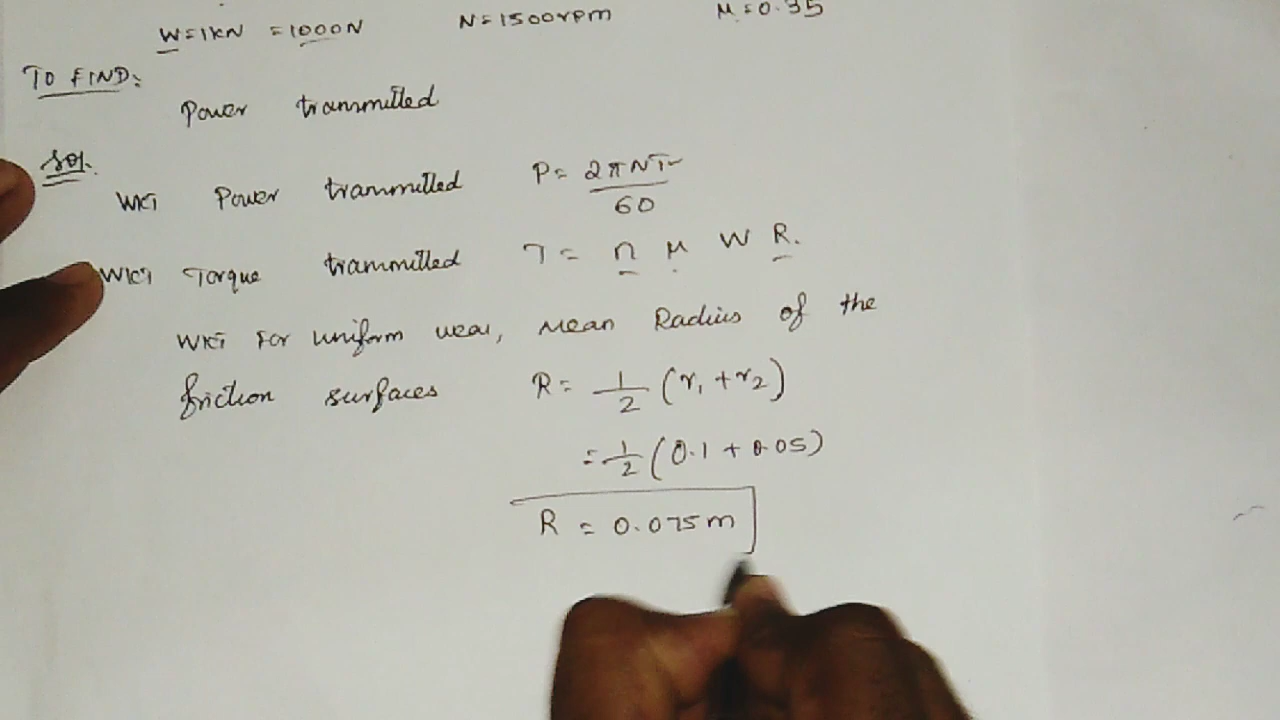 W=1KN =1000N N=1500rpm M=0.35
TO FIND:
Power transmitted
Sol.
WKT Power transmitted P= 2πNT / 60
WKT Torque transmitted T= n μ W R.
WKT For uniform wear, Mean Radius of the
friction surfaces R= 1/2 (r1+r2)
= 1/2 (0.1 + 0.05)
R = 0.075m